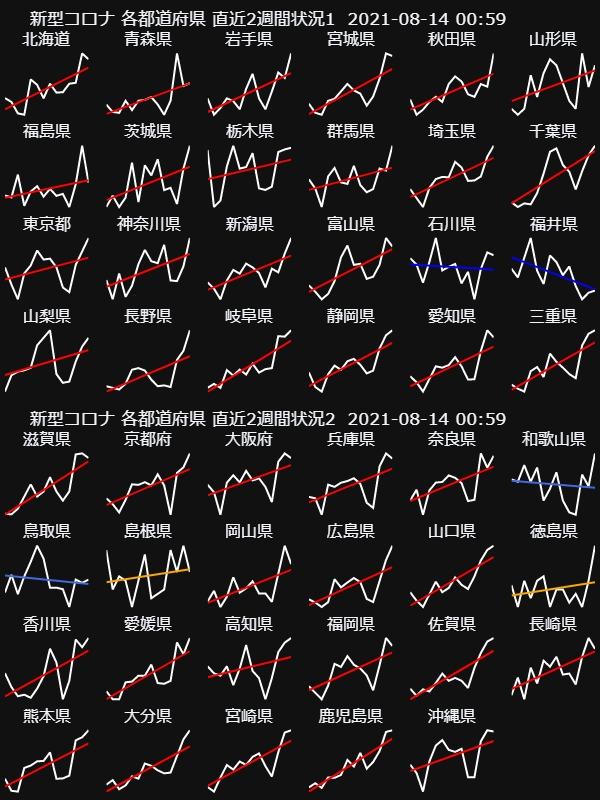 新型コロナ 各都道府県 直近2週間状況1 2021-08-14 00:59
北海道 青森県 岩手県 宮城県 秋田県 山形県
福島県 茨城県 栃木県 群馬県 埼玉県 千葉県
東京都 神奈川県 新潟県 富山県 石川県 福井県
山梨県 長野県 岐阜県 静岡県 愛知県 三重県
新型コロナ 各都道府県 直近2週間状況2 2021-08-14 00:59
滋賀県 京都府 大阪府 兵庫県 奈良県 和歌山県
鳥取県 島根県 岡山県 広島県 山口県 徳島県
香川県 愛媛県 高知県 福岡県 佐賀県 長崎県
熊本県 大分県 宮崎県 鹿児島県 沖縄県